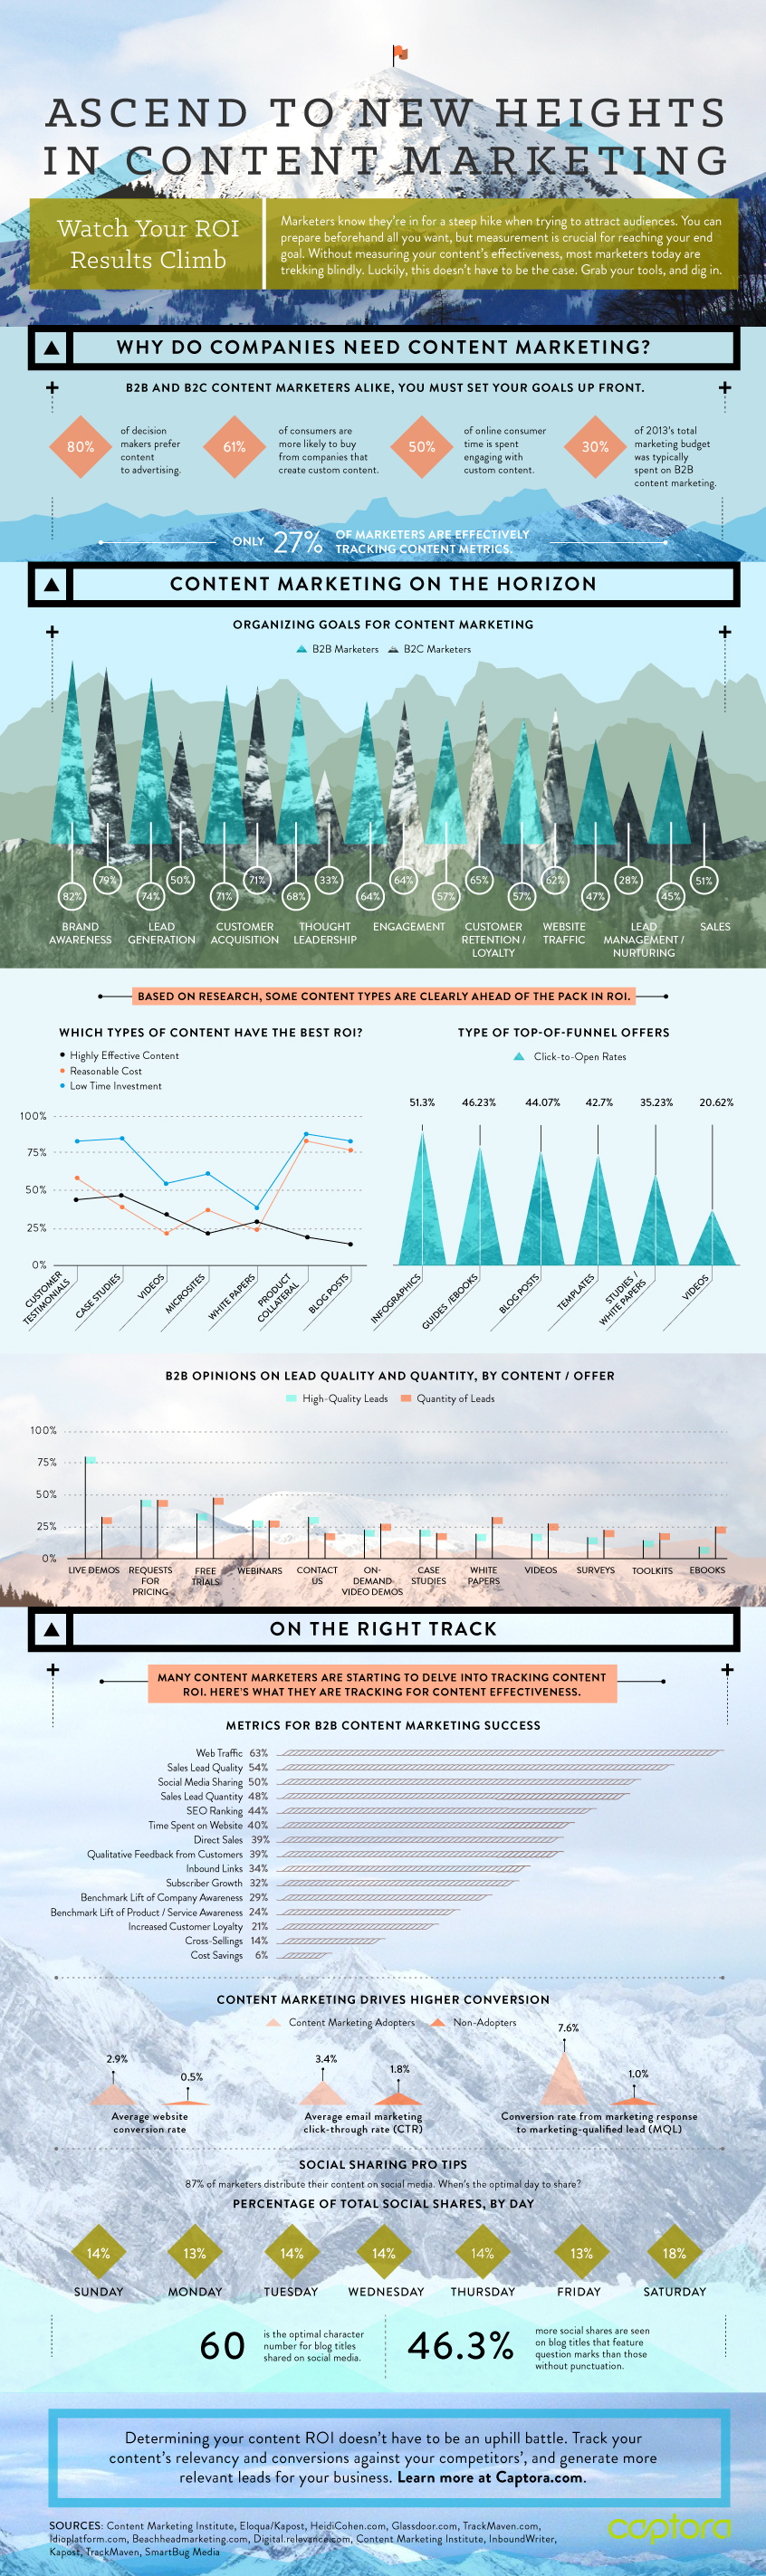 ASCEND TO NEW HEIGHTS
IN CONTENT MARKETING
Watch Your ROI
Results Climb
Marketers know they're in for a steep hike when trying to attract audiences. You can
prepare beforehand all you want, but measurement is crucial for reaching your end
goal. Without measuring your content's effectiveness, most marketers today are
trekking blindly. Luckily, this doesn't have to be the case. Grab your tools, and dig in.
WHY DO COMPANIES NEED CONTENT MARKETING?
B2B AND B2C CONTENT MARKETERS ALIKE, YOU MUST SET YOUR GOALS UP FRONT.
80%
of decision
makers prefer
content
to advertising.
61%
of consumers are
more likely to buy
from companies that
create custom content.
50%
of online consumer
time is spent
engaging with
custom content.
30%
of 2013's total
marketing budget
was typically
spent on B2B
content marketing.
ONLY 27% OF MARKETERS ARE EFFECTIVELY
TRACKING CONTENT METRICS.
CONTENT MARKETING ON THE HORIZON
ORGANIZING GOALS FOR CONTENT MARKETING
B2B Marketers B2C Marketers
82% 79% 74% 50% 71% 71% 68% 33% 64% 64% 57% 65% 57% 62% 47% 28% 45% 51%
BRAND
AWARENESS
LEAD
GENERATION
CUSTOMER
ACQUISITION
THOUGHT
LEADERSHIP
ENGAGEMENT
CUSTOMER
RETENTION /
LOYALTY
WEBSITE
TRAFFIC
LEAD
MANAGEMENT /
NURTURING
SALES
BASED ON RESEARCH, SOME CONTENT TYPES ARE CLEARLY AHEAD OF THE PACK IN ROI.
WHICH TYPES OF CONTENT HAVE THE BEST ROI?
Highly Effective Content
Reasonable Cost
Low Time Investment
100%
75%
50%
25%
0%
CUSTOMER
TESTIMONIALS
CASE STUDIES
VIDEOS
MICROSITES
WHITE PAPERS
PRODUCT
COLLATERAL
BLOG POSTS
TYPE OF TOP-OF-FUNNEL OFFERS
Click-to-Open Rates
51.3% 46.23% 44.07% 42.7% 35.23% 20.62%
INFOGRAPHICS
GUIDES /EBOOKS
BLOG POSTS
TEMPLATES
STUDIES /
WHITE PAPERS
VIDEOS
B2B OPINIONS ON LEAD QUALITY AND QUANTITY, BY CONTENT / OFFER
High-Quality Leads Quantity of Leads
100%
75%
50%
25%
0%
LIVE DEMOS
REQUESTS
FOR
PRICING
FREE
TRIALS
WEBINARS
CONTACT
US
ON-
DEMAND
VIDEO DEMOS
CASE
STUDIES
WHITE
PAPERS
VIDEOS
SURVEYS
TOOLKITS
EBOOKS
ON THE RIGHT TRACK
MANY CONTENT MARKETERS ARE STARTING TO DELVE INTO TRACKING CONTENT
ROI. HERE'S WHAT THEY ARE TRACKING FOR CONTENT EFFECTIVENESS.
METRICS FOR B2B CONTENT MARKETING SUCCESS
Web Traffic 63%
Sales Lead Quality 54%
Social Media Sharing 50%
Sales Lead Quantity 48%
SEO Ranking 44%
Time Spent on Website 40%
Direct Sales 39%
Qualitative Feedback from Customers 39%
Inbound Links 34%
Subscriber Growth 32%
Benchmark Lift of Company Awareness 29%
Benchmark Lift of Product / Service Awareness 24%
Increased Customer Loyalty 21%
Cross-Sellings 14%
Cost Savings 6%
CONTENT MARKETING DRIVES HIGHER CONVERSION
Content Marketing Adopters Non-Adopters
2.9% 0.5%
Average website
conversion rate
3.4% 1.8%
Average email marketing
click-through rate (CTR)
7.6% 1.0%
Conversion rate from marketing response
to marketing-qualified lead (MQL)
SOCIAL SHARING PRO TIPS
87% of marketers distribute their content on social media. When's the optimal day to share?
PERCENTAGE OF TOTAL SOCIAL SHARES, BY DAY
14% 13% 14% 14% 14% 13% 18%
SUNDAY MONDAY TUESDAY WEDNESDAY THURSDAY FRIDAY SATURDAY
60
is the optimal character
number for blog titles
shared on social media.
46.3%
more social shares are seen
on blog titles that feature
question marks than those
without punctuation.
Determining your content ROI doesn't have to be an uphill battle. Track your
content's relevancy and conversions against your competitors', and generate more
relevant leads for your business. Learn more at Captora.com.
SOURCES: Content Marketing Institute, Eloqua/Kapost, HeidiCohen.com, Glassdoor.com, TrackMaven.com,
Idioplatform.com, Beachheadmarketing.com, Digital.relevance.com, Content Marketing Institute, InboundWriter,
Kapost, TrackMaven, SmartBug Media
captora